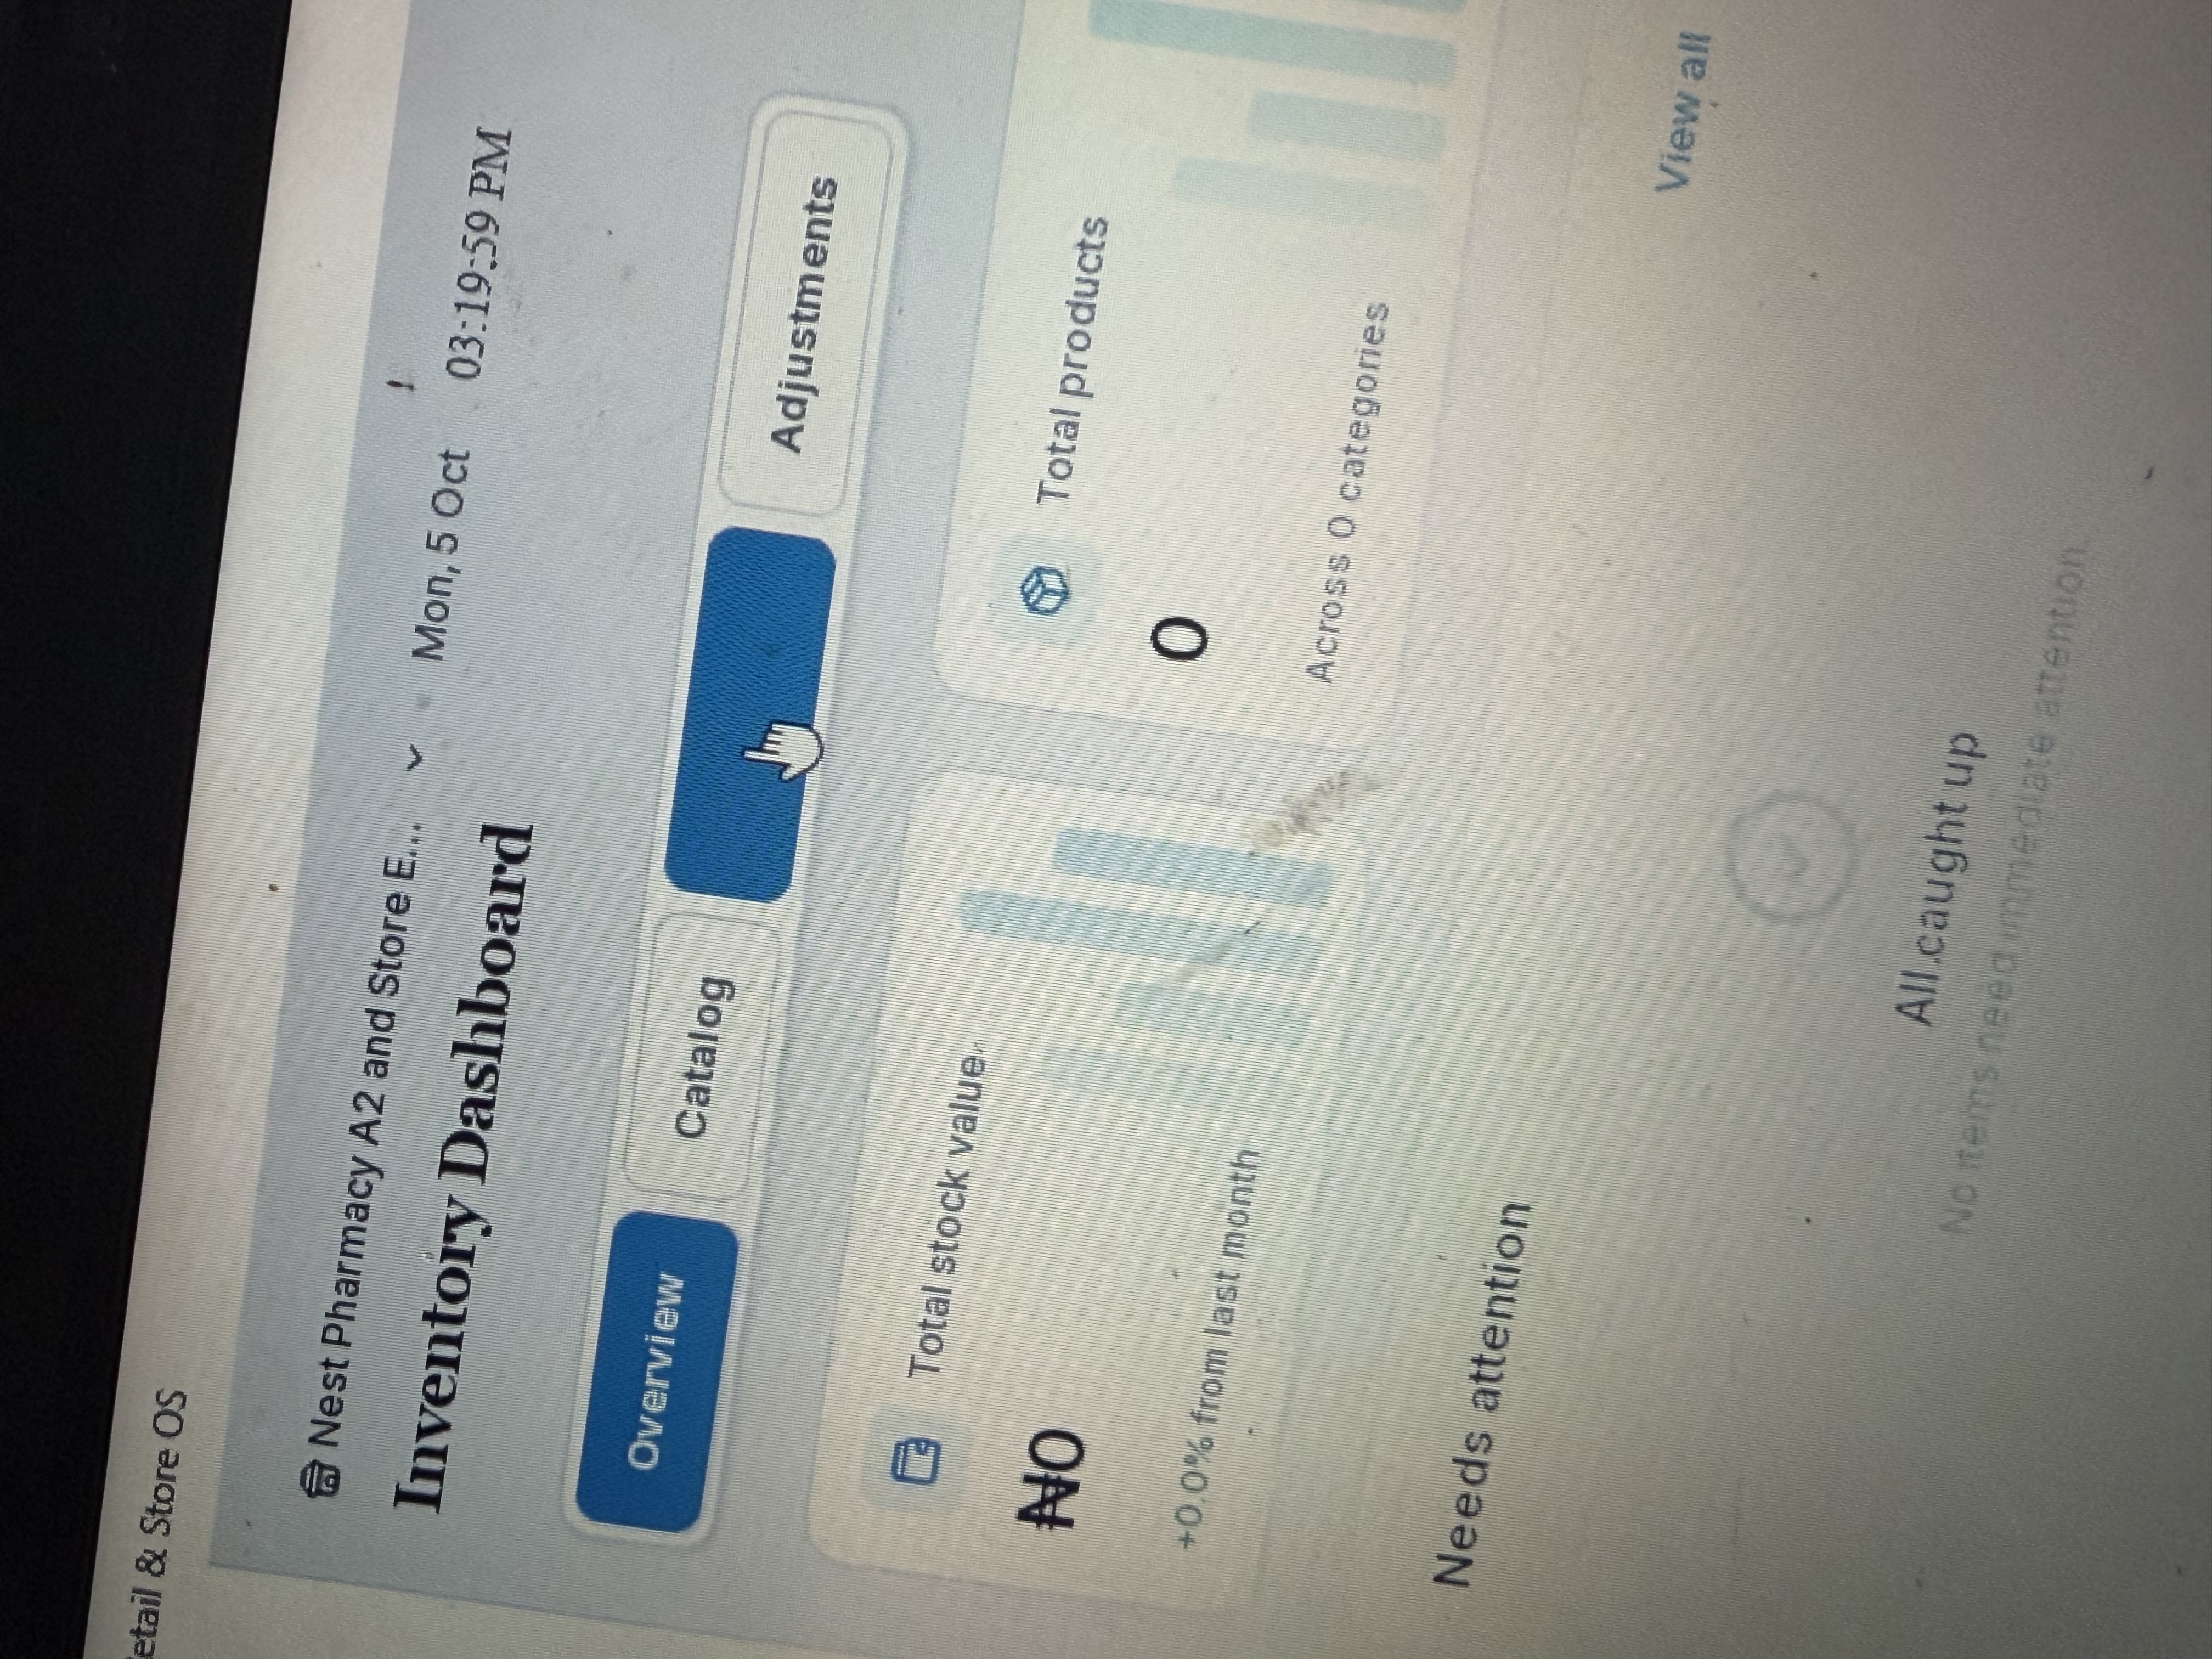 etail & Store OS
Nest Pharmacy A2 and Store E... Mon, 5 Oct 03:19:59 PM
Inventory Dashboard
Overview Catalog Adjustments
Total stock value
₦0
+0.0% from last month
Total products
0
Across 0 categories
Needs attention
View all
All caught up
No items need immediate attention